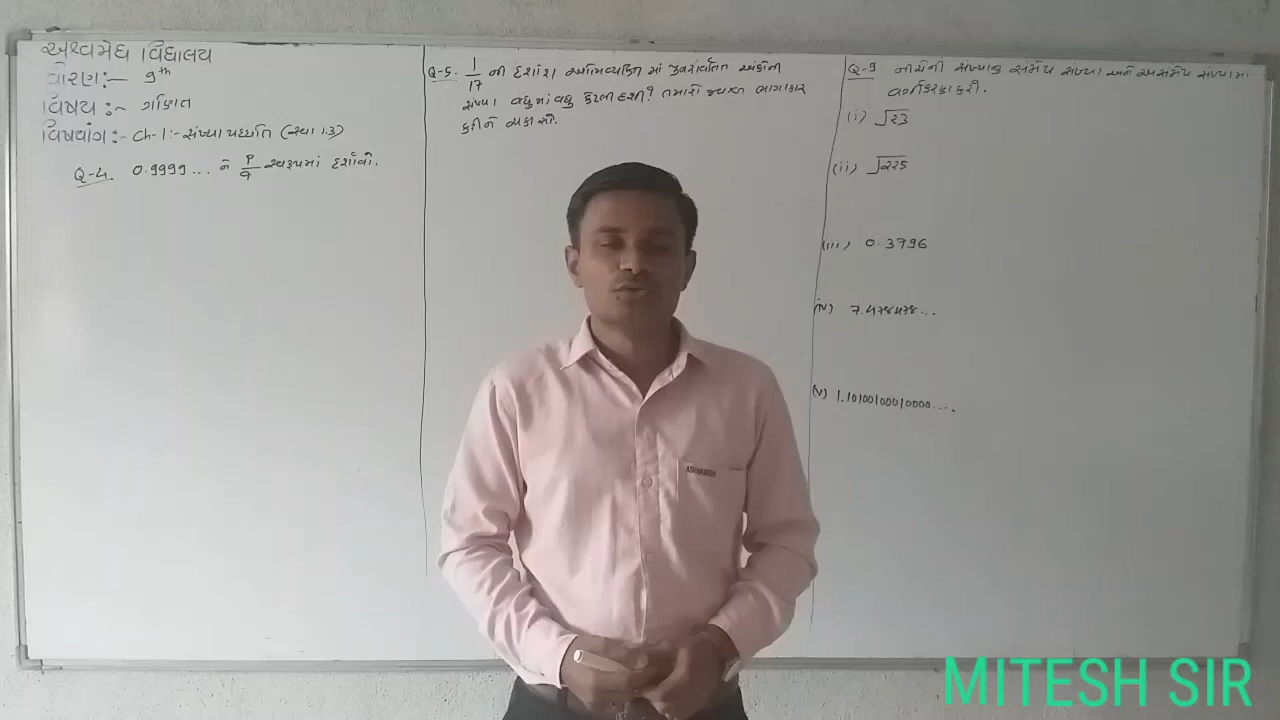 અશ્વમેઘ વિદ્યાલય
ધોરણ:- 9th
વિષય:- ગણિત
વિષયાંગ:- Ch-1:- સંખ્યા પદ્ધતિ (સ્વા 1.3)
Q-4. 0.9999... ને p/q સ્વરૂપમાં દર્શાવો.
Q-5. 1/17 ની દશાંશ અભિવ્યક્તિ માં પુનરાવર્તિત અંકોની
સંખ્યા વધુમાં વધુ કેટલી હશે? તમારો જવાબ ભાગાકાર
કરીને ચકાસો.
Q-9 નીચેની સંખ્યાનું સંમેય સંખ્યા અને અસંમેય સંખ્યામાં
વર્ગીકરણ કરો.
(i) √23
(ii) √225
(iii) 0.3796
(iv) 7.478478...
(v) 1.10100100010000....
ASHWAMEGH
MITESH SIR